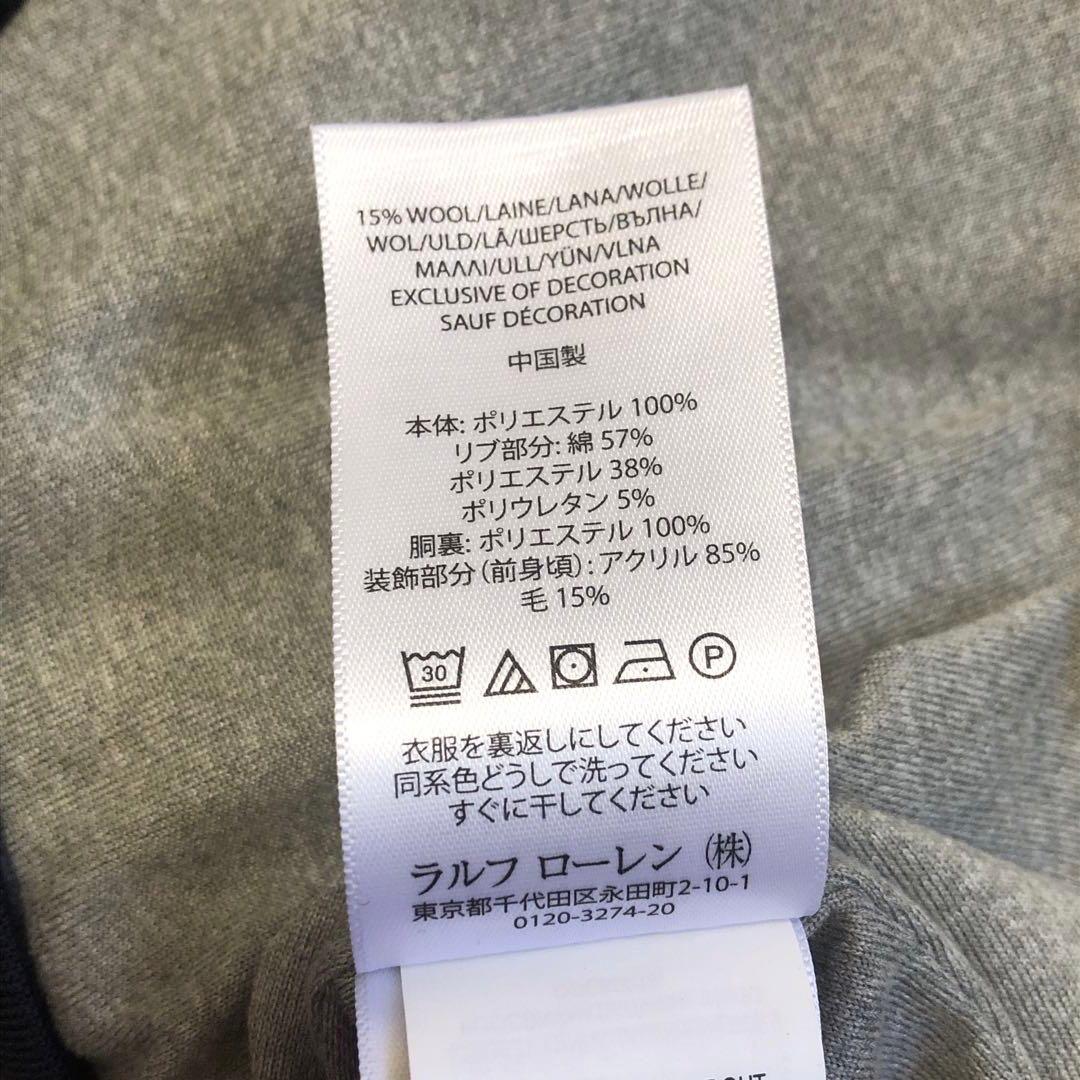 15% WOOL/LAINE/LANA/WOLLE/
WOL/ULD/LÃ/ШЕРСТЬ/ВЪЛНА/
ΜΑΛΛΙ/ULL/YÜN/VLNA
EXCLUSIVE OF DECORATION
SAUF DÉCORATION
中国製
本体: ポリエステル 100%
リブ部分: 綿 57%
ポリエステル 38%
ポリウレタン 5%
胴裏: ポリエステル 100%
装飾部分(前身頃): アクリル 85%
毛 15%
30 P
衣服を裏返しにしてください
同系色どうしで洗ってください
すぐに干してください
ラルフ ローレン (株)
東京都千代田区永田町2-10-1
0120-3274-20